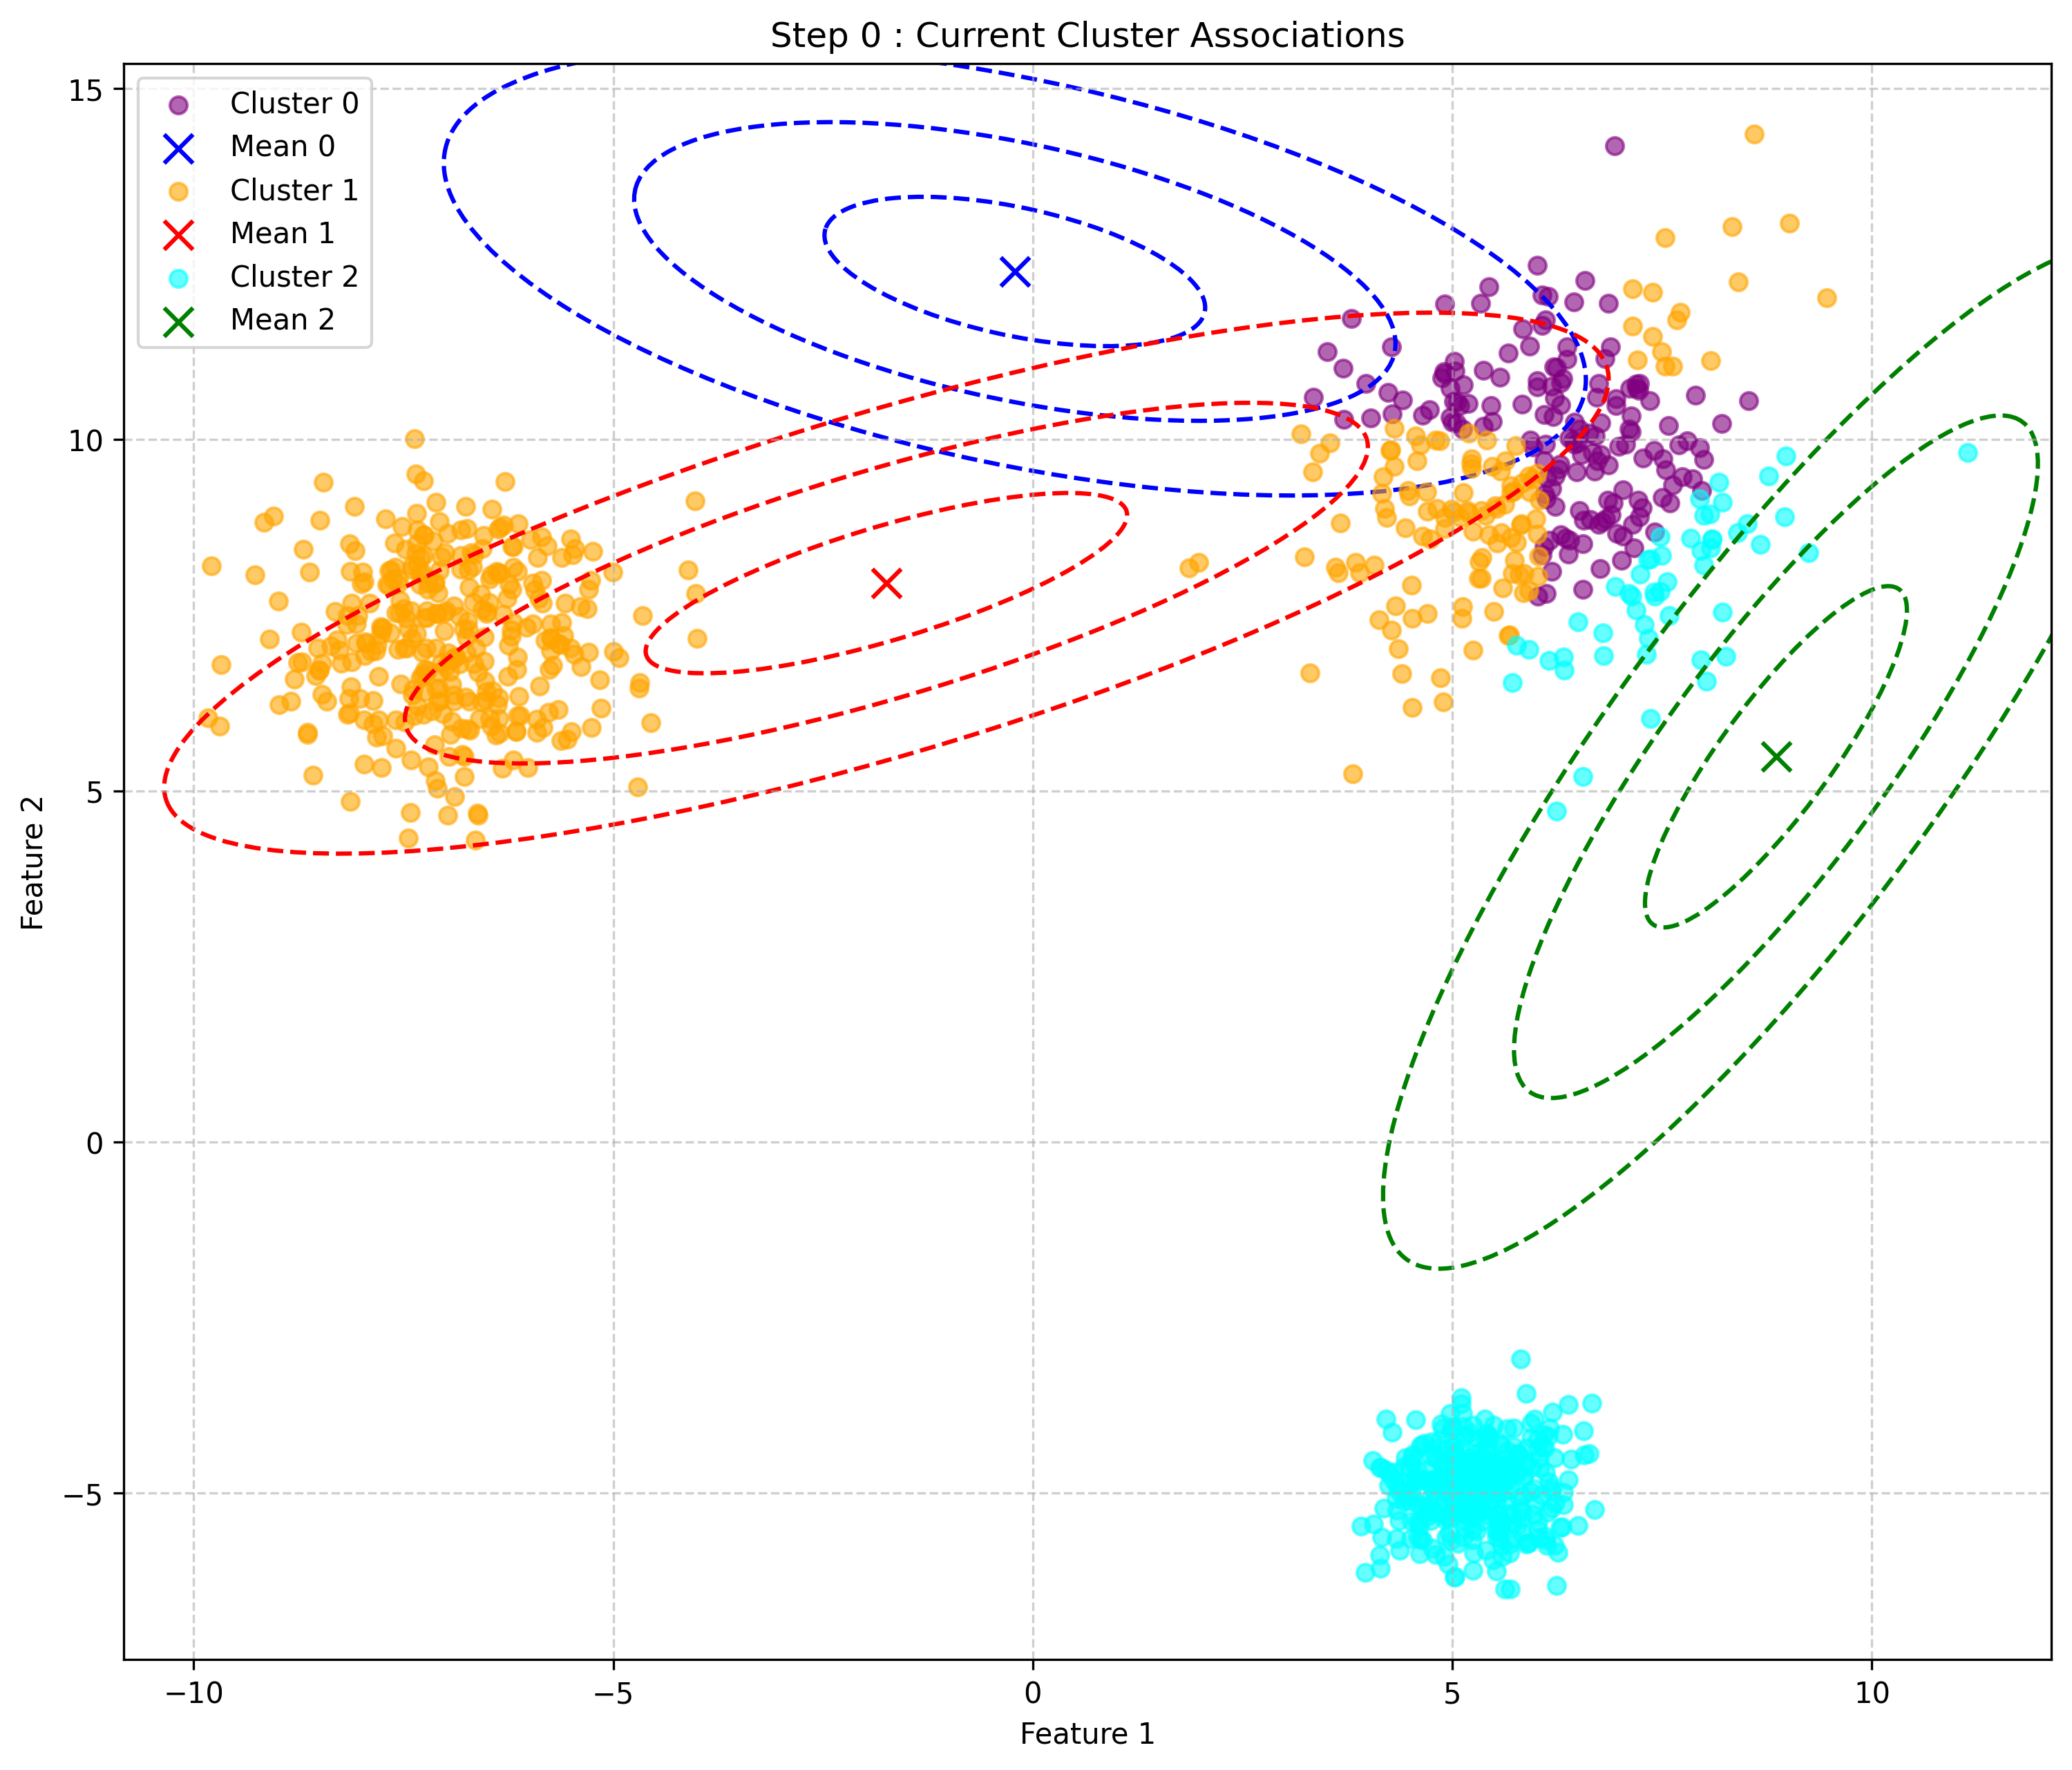 Step 0 : Current Cluster Associations
Cluster 0
Mean 0
Cluster 1
Mean 1
Cluster 2
Mean 2
15
10
5
0
−5
Feature 2
−10
−5
0
5
10
Feature 1